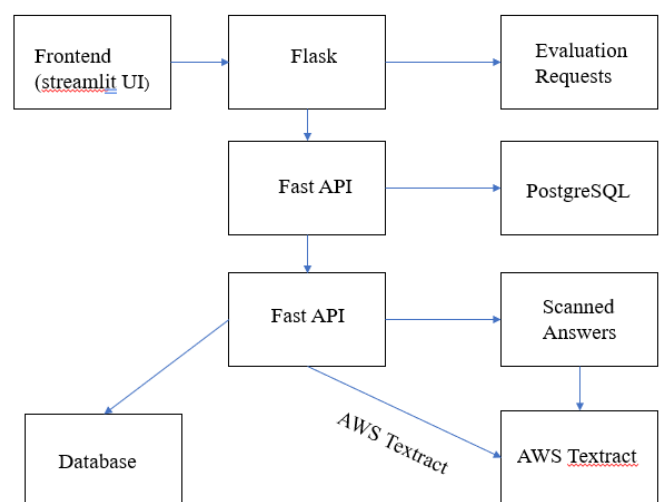 Frontend
(streamlit UI)
Flask
Evaluation
Requests
Fast API
PostgreSQL
Fast API
Scanned
Answers
AWS Textract
Database
AWS Textract